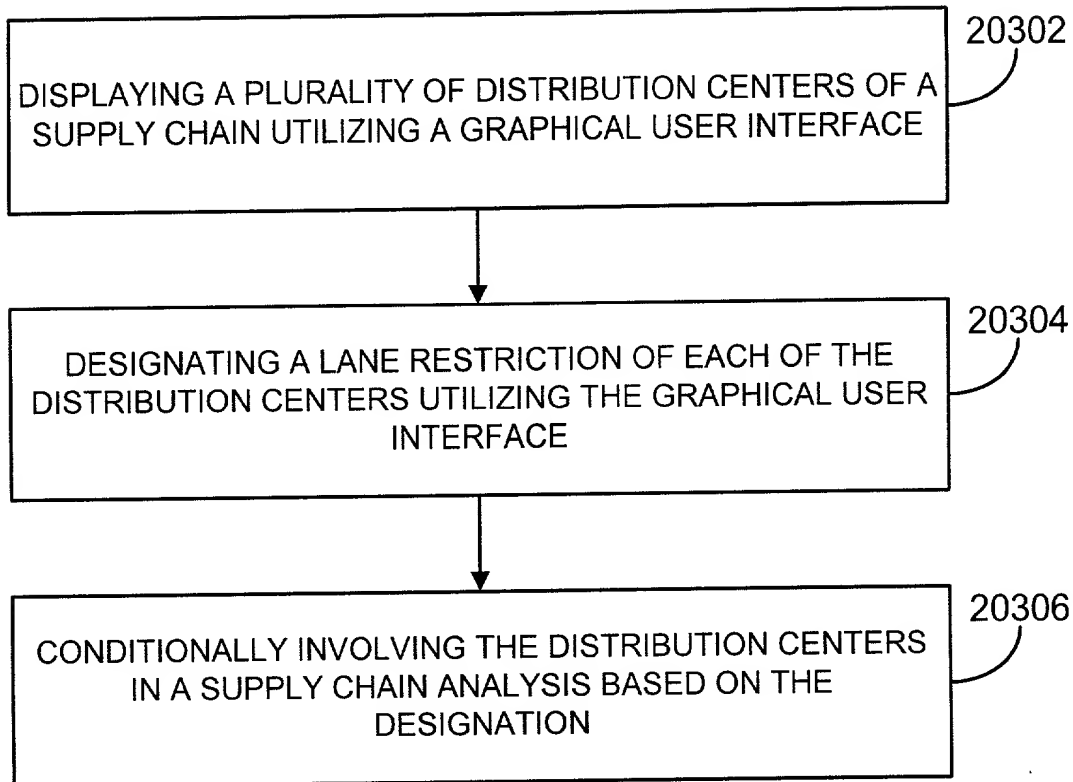 20302
DISPLAYING A PLURALITY OF DISTRIBUTION CENTERS OF A
SUPPLY CHAIN UTILIZING A GRAPHICAL USER INTERFACE
20304
DESIGNATING A LANE RESTRICTION OF EACH OF THE
DISTRIBUTION CENTERS UTILIZING THE GRAPHICAL USER
INTERFACE
20306
CONDITIONALLY INVOLVING THE DISTRIBUTION CENTERS
IN A SUPPLY CHAIN ANALYSIS BASED ON THE
DESIGNATION